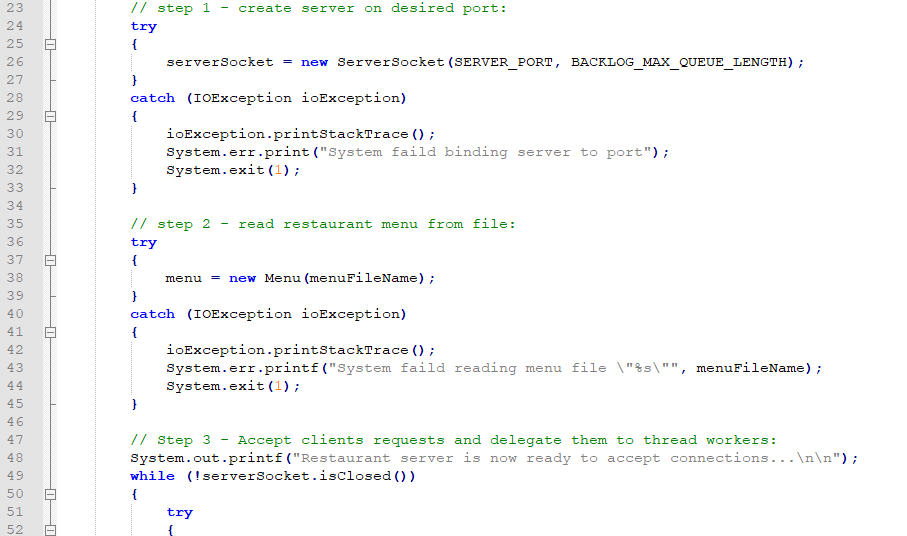 23 // step 1 - create server on desired port:
24 try
25 {
26 serverSocket = new ServerSocket(SERVER_PORT, BACKLOG_MAX_QUEUE_LENGTH);
27 }
28 catch (IOException ioException)
29 {
30 ioException.printStackTrace();
31 System.err.print("System faild binding server to port");
32 System.exit(1);
33 }
34
35 // step 2 - read restaurant menu from file:
36 try
37 {
38 menu = new Menu(menuFileName);
39 }
40 catch (IOException ioException)
41 {
42 ioException.printStackTrace();
43 System.err.printf("System faild reading menu file \"%s\"", menuFileName);
44 System.exit(1);
45 }
46
47 // Step 3 - Accept clients requests and delegate them to thread workers:
48 System.out.printf("Restaurant server is now ready to accept connections...\n\n");
49 while (!serverSocket.isClosed())
50 {
51 try
52 {